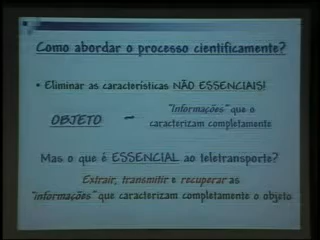 Como abordar o processo cientificamente?
• Eliminar as características NÃO ESSENCIAIS!
OBJETO ~ "Informações" que o
caracterizam completamente
Mas o que é ESSENCIAL ao teletransporte?
Extrair, transmitir e recuperar as
"informações" que caracterizam completamente o objeto